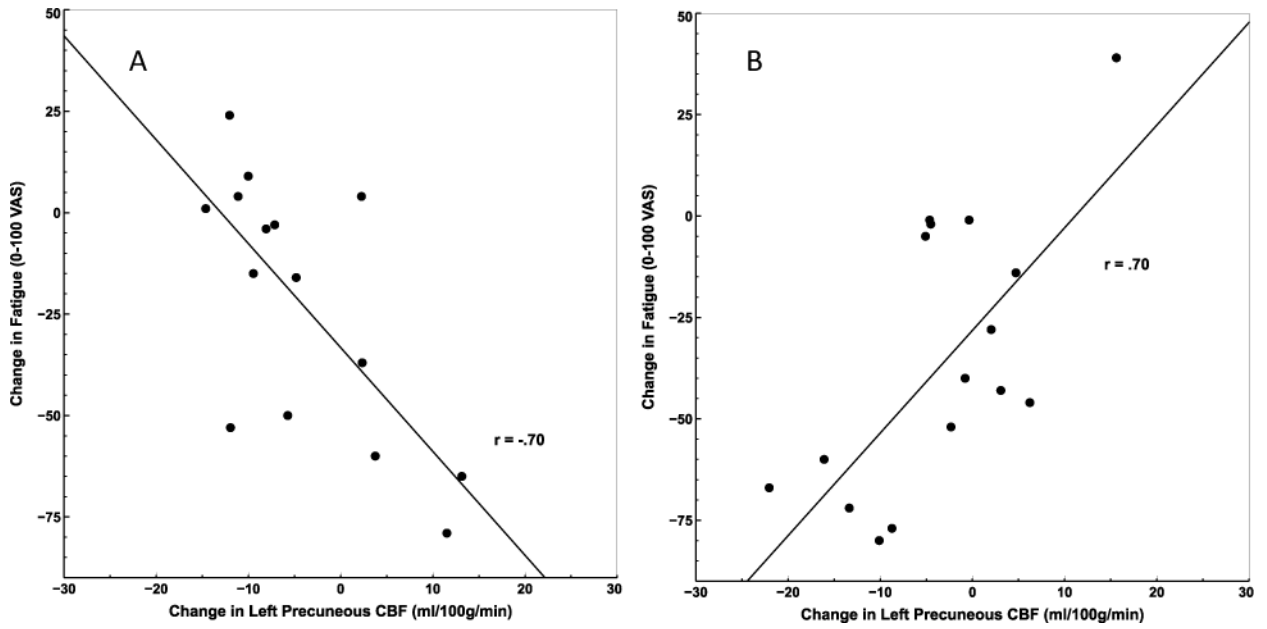 A
50
25
0
−25
−50
−75
Change in Fatigue (0-100 VAS)
r = -.70
−30 −20 −10 0 10 20 30
Change in Left Precuneous CBF (ml/100g/min)
B
50
25
0
−25
−50
−75
Change in Fatigue (0-100 VAS)
r = .70
−30 −20 −10 0 10 20 30
Change in Left Precuneous CBF (ml/100g/min)